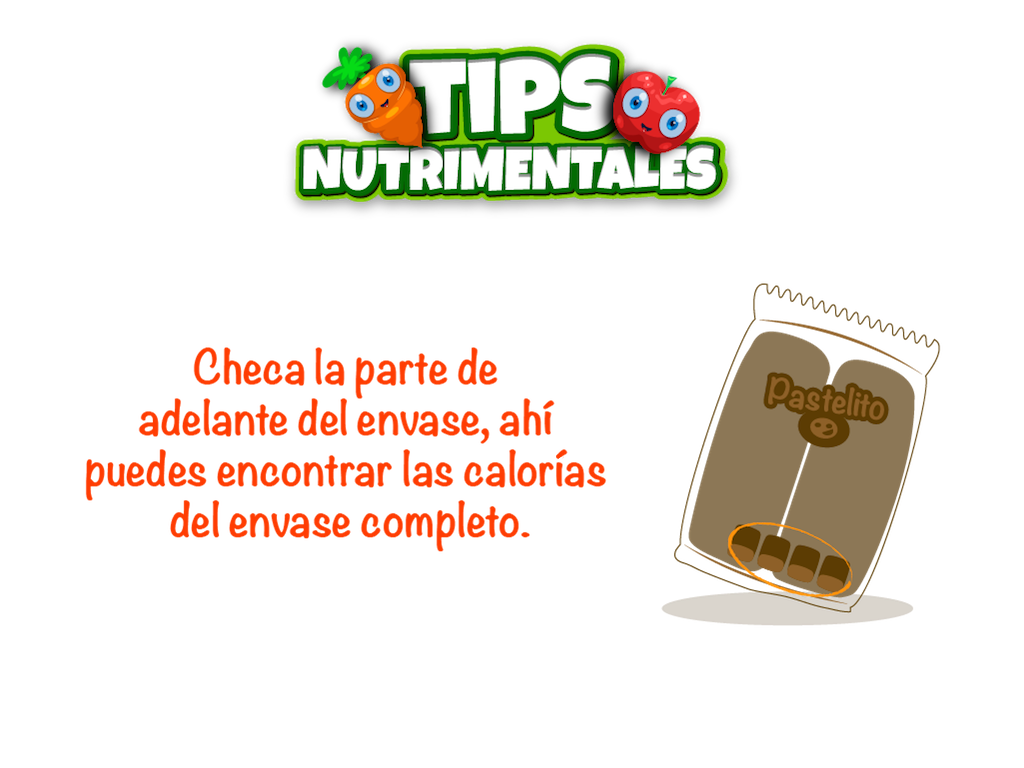 TIPS
NUTRIMENTALES
Checa la parte de
adelante del envase, ahí
puedes encontrar las calorías
del envase completo.
Pastelito